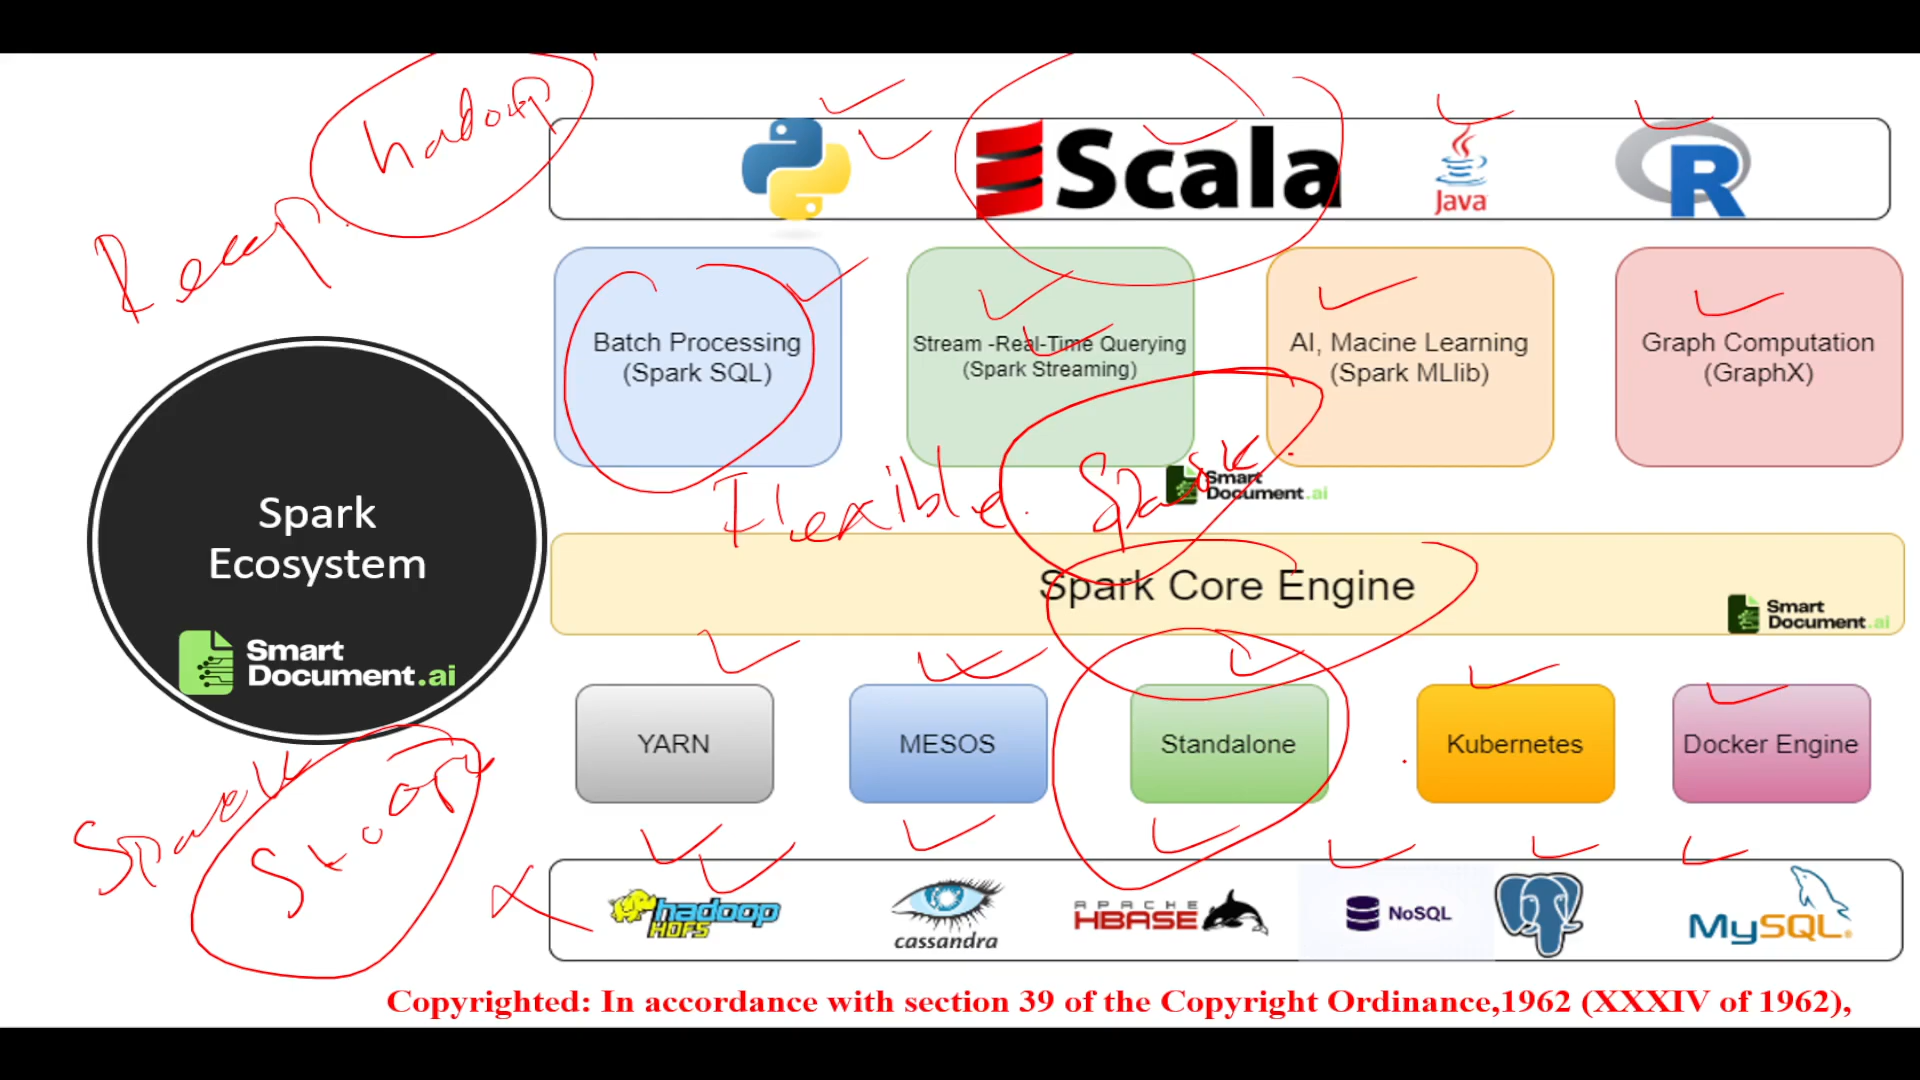 hadoop
Recap
Scala
Java
R
Batch Processing
(Spark SQL)
Stream -Real-Time Querying
(Spark Streaming)
AI, Macine Learning
(Spark MLlib)
Graph Computation
(GraphX)
Flexible. Spark
Smart
Document.ai
Spark
Ecosystem
Smart
Document.ai
Spark Core Engine
Smart
Document.ai
YARN
MESOS
Standalone
Kubernetes
Docker Engine
Spark
hadoop
HDFS
cassandra
APACHE
HBASE
NoSQL
MySQL
Copyrighted: In accordance with section 39 of the Copyright Ordinance,1962 (XXXIV of 1962),